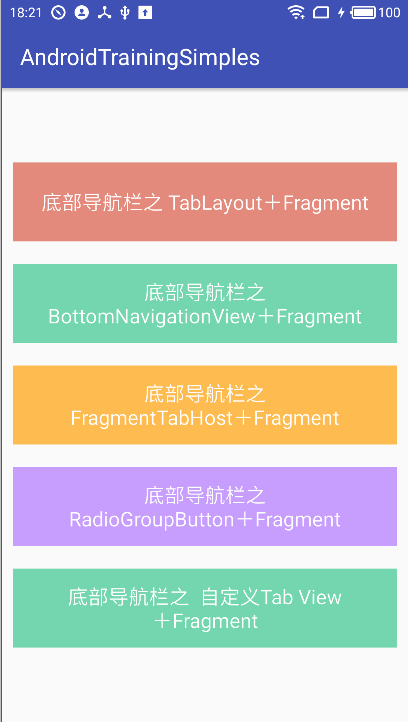 18:21
100
AndroidTrainingSimples
底部导航栏之 TabLayout＋Fragment
底部导航栏之
BottomNavigationView＋Fragment
底部导航栏之
FragmentTabHost＋Fragment
底部导航栏之
RadioGroupButton＋Fragment
底部导航栏之  自定义Tab View
＋Fragment